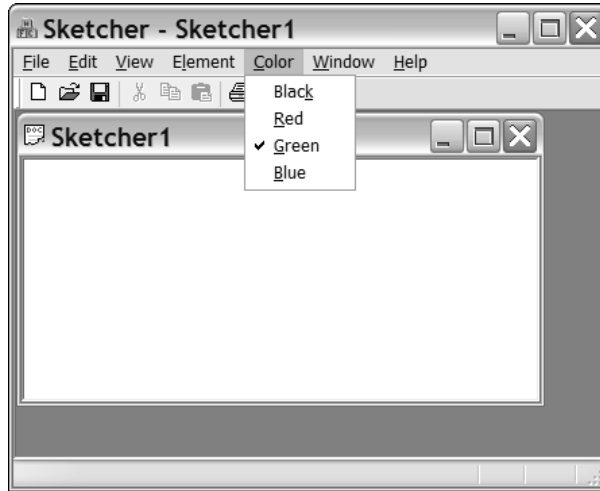 Sketcher - Sketcher1
File Edit View Element Color Window Help
Black
Red
Green
Blue
Sketcher1